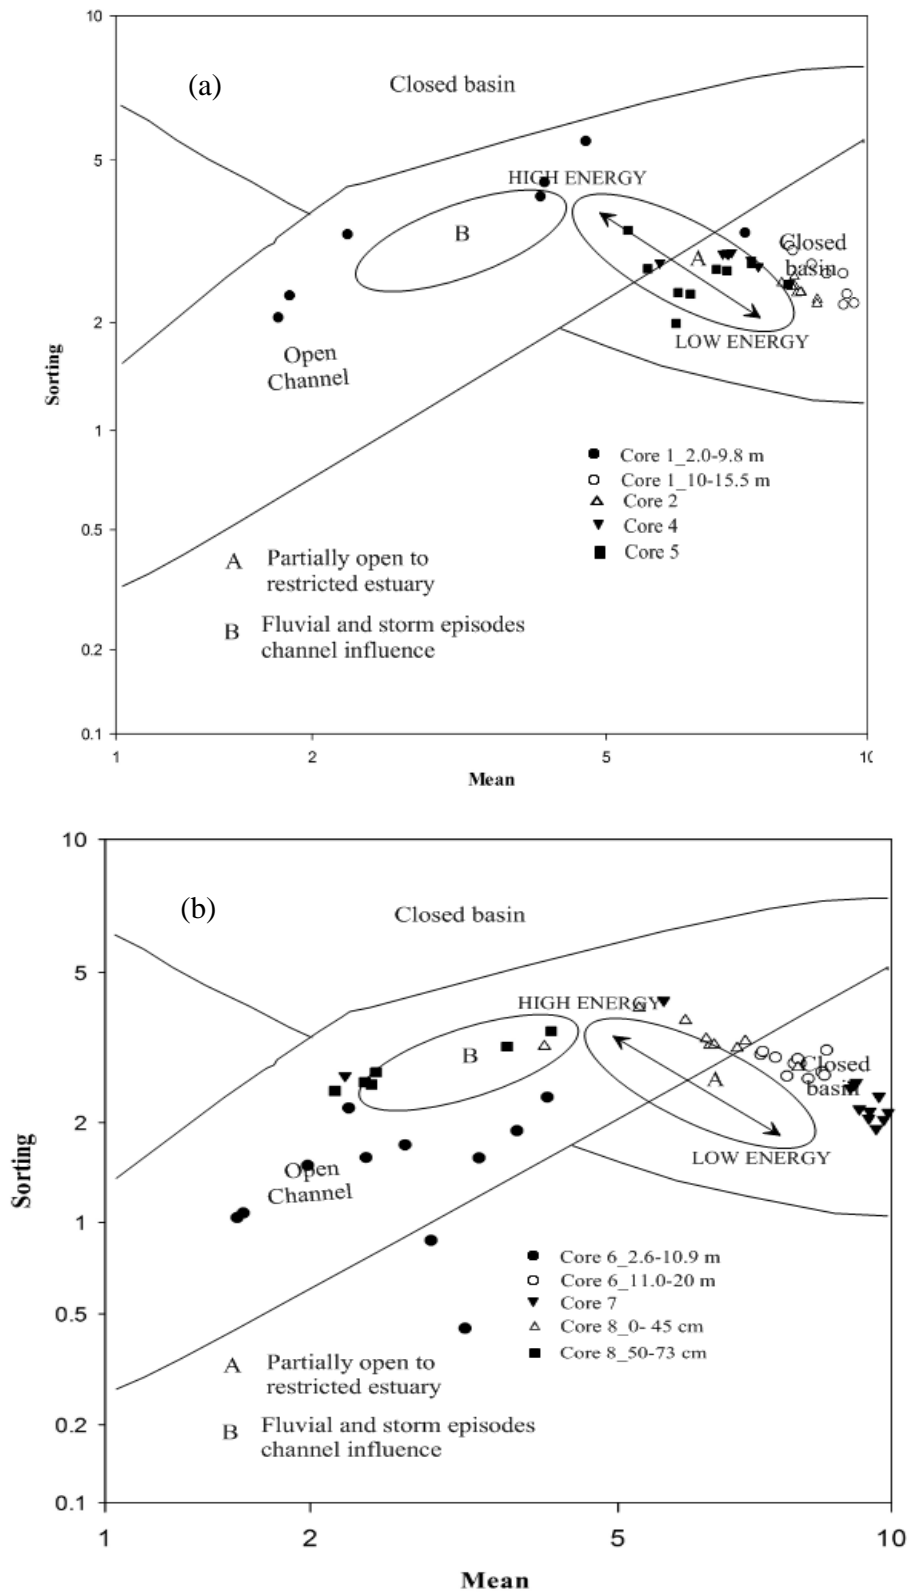 10
(a)
Closed basin
5
HIGH ENERGY
B
A
Closed
basin
2
LOW ENERGY
Open
Channel
Sorting
1
Core 1_2.0-9.8 m
Core 1_10-15.5 m
Core 2
Core 4
Core 5
0.5
A Partially open to
restricted estuary
B Fluvial and storm episodes
channel influence
0.2
0.1
1 2 5 10
Mean
10
(b)
Closed basin
5
HIGH ENERGY
B
A
Closed
basin
2
LOW ENERGY
Open
Channel
Sorting
1
Core 6_2.6-10.9 m
Core 6_11.0-20 m
Core 7
Core 8_0- 45 cm
Core 8_50-73 cm
0.5
A Partially open to
restricted estuary
B Fluvial and storm episodes
channel influence
0.2
0.1
1 2 5 10
Mean